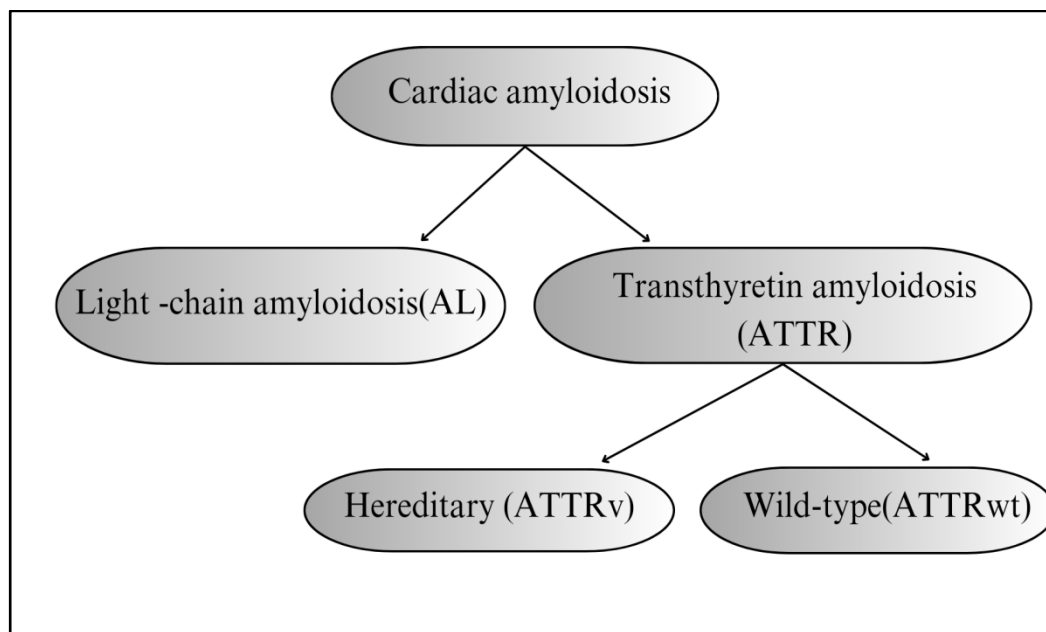 Cardiac amyloidosis
Light -chain amyloidosis(AL)
Transthyretin amyloidosis
(ATTR)
Hereditary (ATTRv)
Wild-type(ATTRwt)